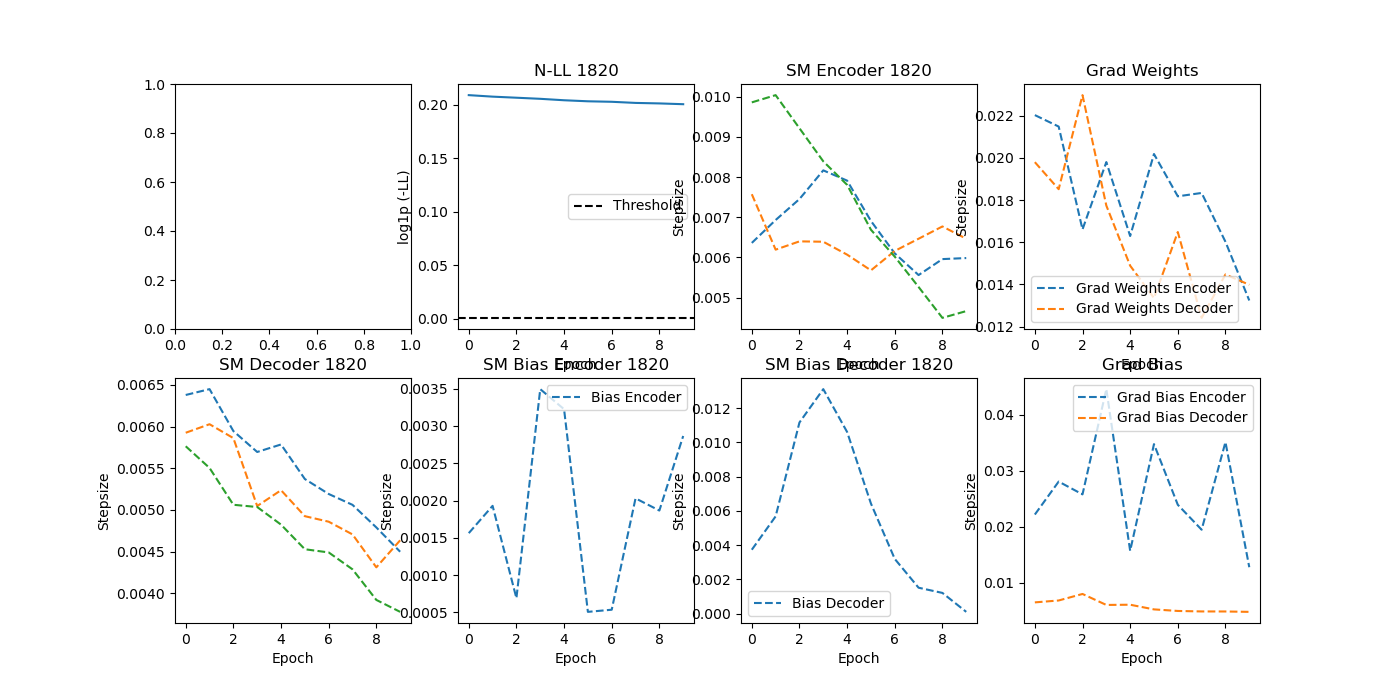 1.0
0.8
0.6
0.4
0.2
0.0
0.0 0.2 0.4 0.6 0.8 1.0
N-LL 1820
log1p (-LL)
0.20
0.15
0.10
0.05
0.00
Threshold
0 2 4 6 8
Epoch
SM Encoder 1820
Stepsize
0.010
0.009
0.008
0.007
0.006
0.005
0 2 4 6 8
Epoch
Grad Weights
Stepsize
0.022
0.020
0.018
0.016
0.014
0.012
Grad Weights Encoder
Grad Weights Decoder
0 2 4 6 8
Epoch
SM Decoder 1820
Stepsize
0.0065
0.0060
0.0055
0.0050
0.0045
0.0040
0 2 4 6 8
Epoch
SM Bias Encoder 1820
Stepsize
0.0035
0.0030
0.0025
0.0020
0.0015
0.0010
0.0005
Bias Encoder
0 2 4 6 8
Epoch
SM Bias Decoder 1820
Stepsize
0.012
0.010
0.008
0.006
0.004
0.002
0.000
Bias Decoder
0 2 4 6 8
Epoch
Grad Bias
Stepsize
0.04
0.03
0.02
0.01
Grad Bias Encoder
Grad Bias Decoder
0 2 4 6 8
Epoch